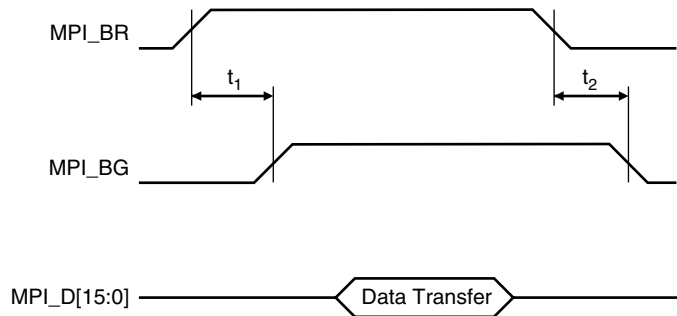 MPI_BR
t1
t2
MPI_BG
MPI_D[15:0]
Data Transfer